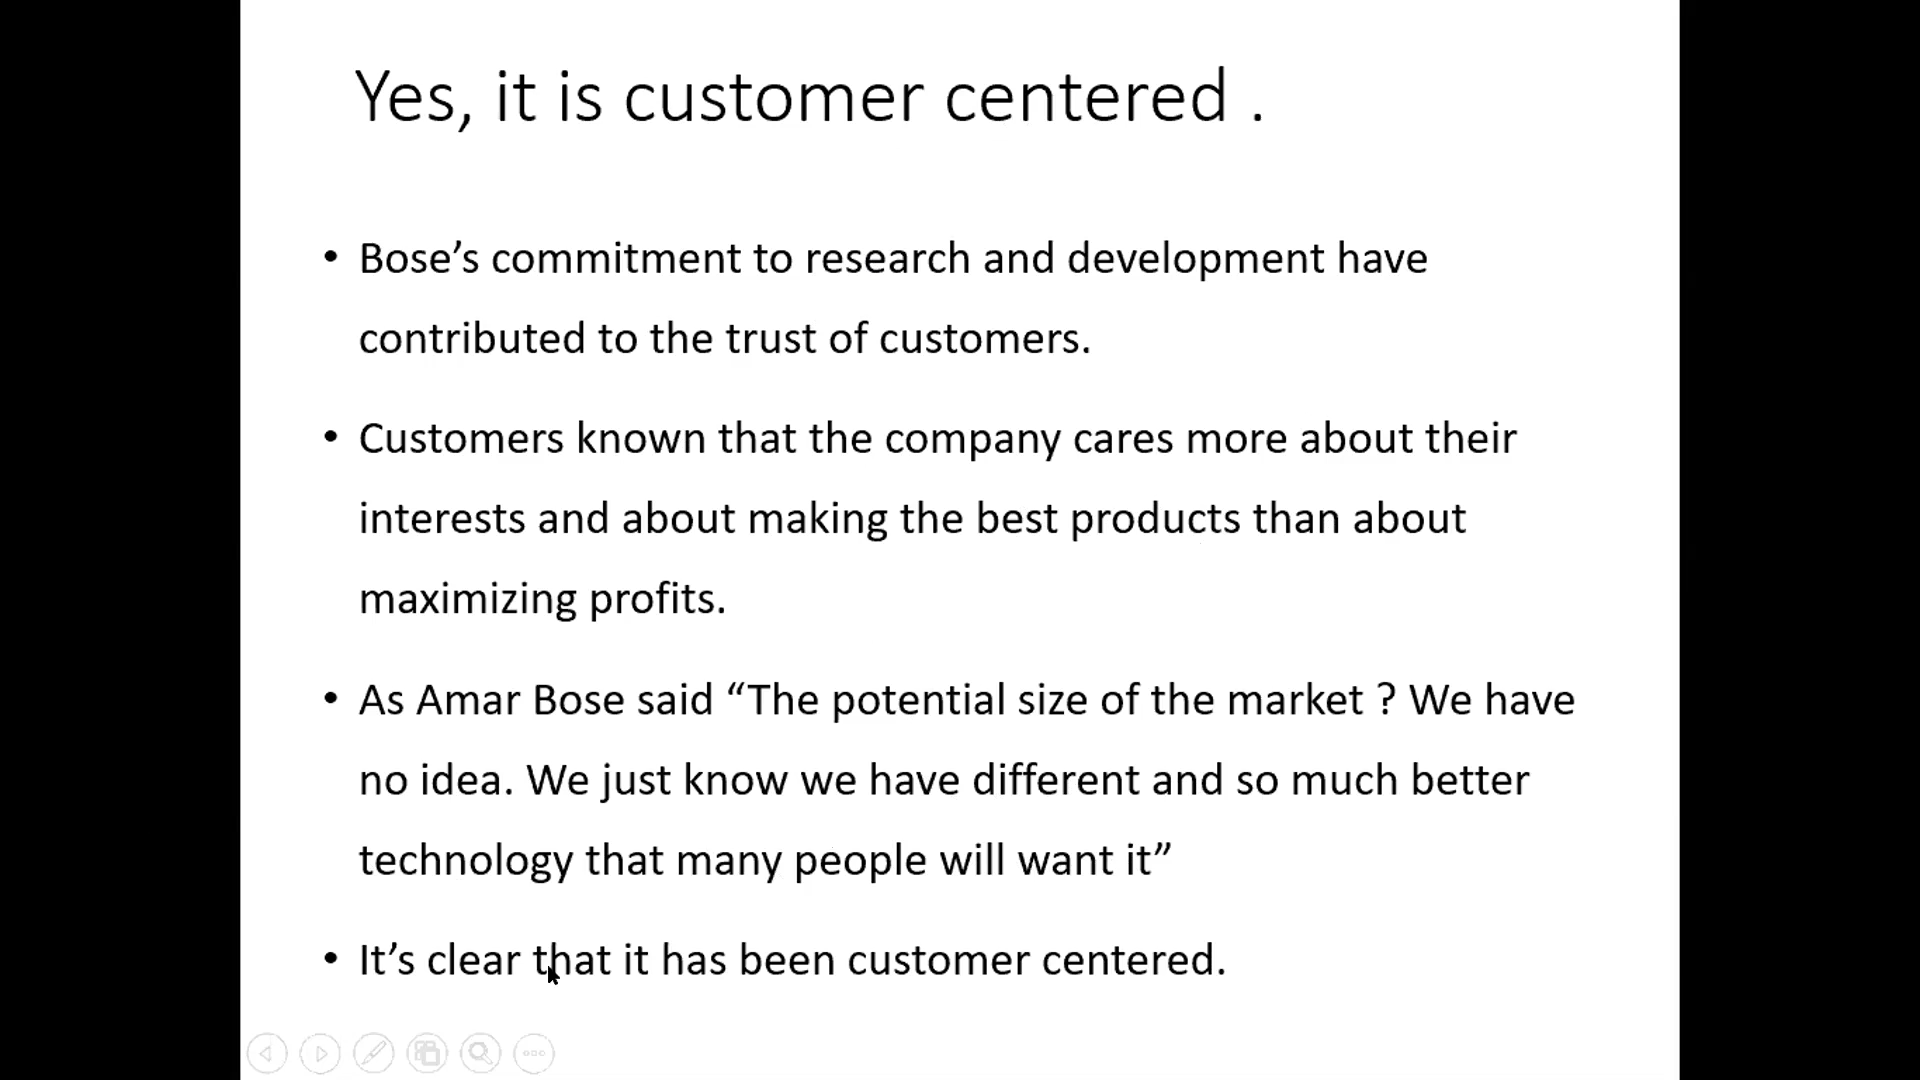 Yes, it is customer centered .
• Bose’s commitment to research and development have
contributed to the trust of customers.
• Customers known that the company cares more about their
interests and about making the best products than about
maximizing profits.
• As Amar Bose said “The potential size of the market ? We have
no idea. We just know we have different and so much better
technology that many people will want it”
• It’s clear that it has been customer centered.